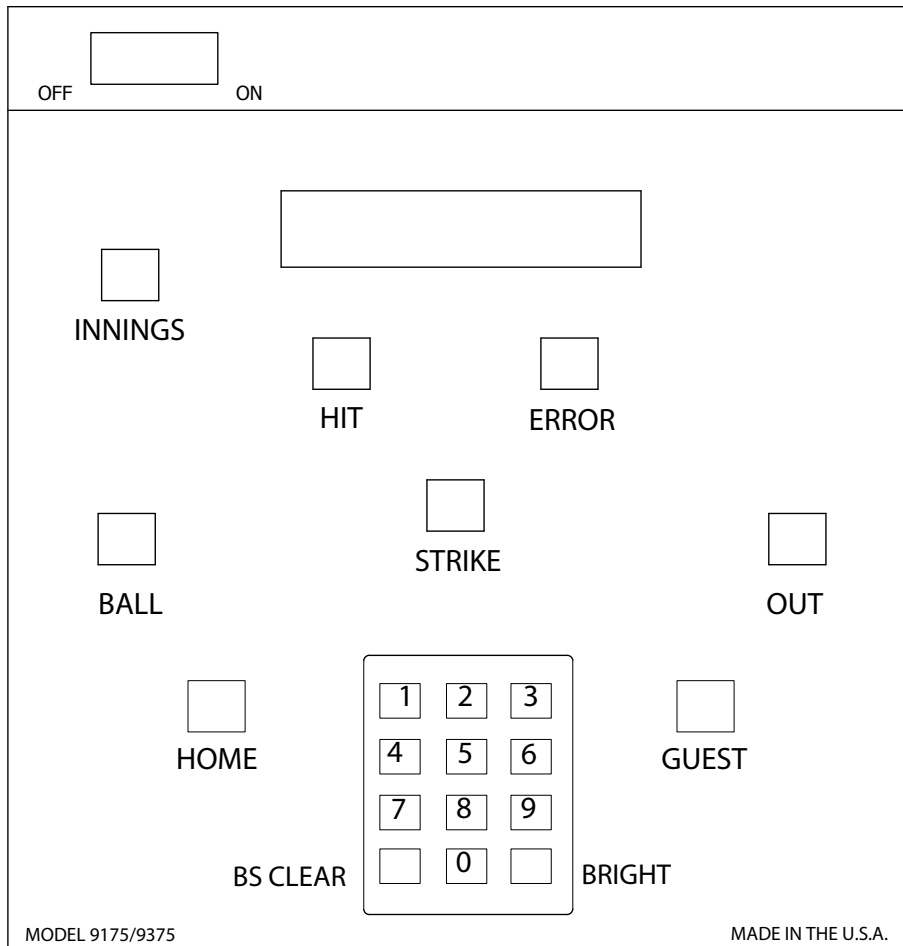 OFF ON
INNINGS
HIT ERROR
STRIKE
BALL OUT
1 2 3
HOME GUEST
4 5 6
7 8 9
BS CLEAR 0 BRIGHT
MODEL 9175/9375 MADE IN THE U.S.A.